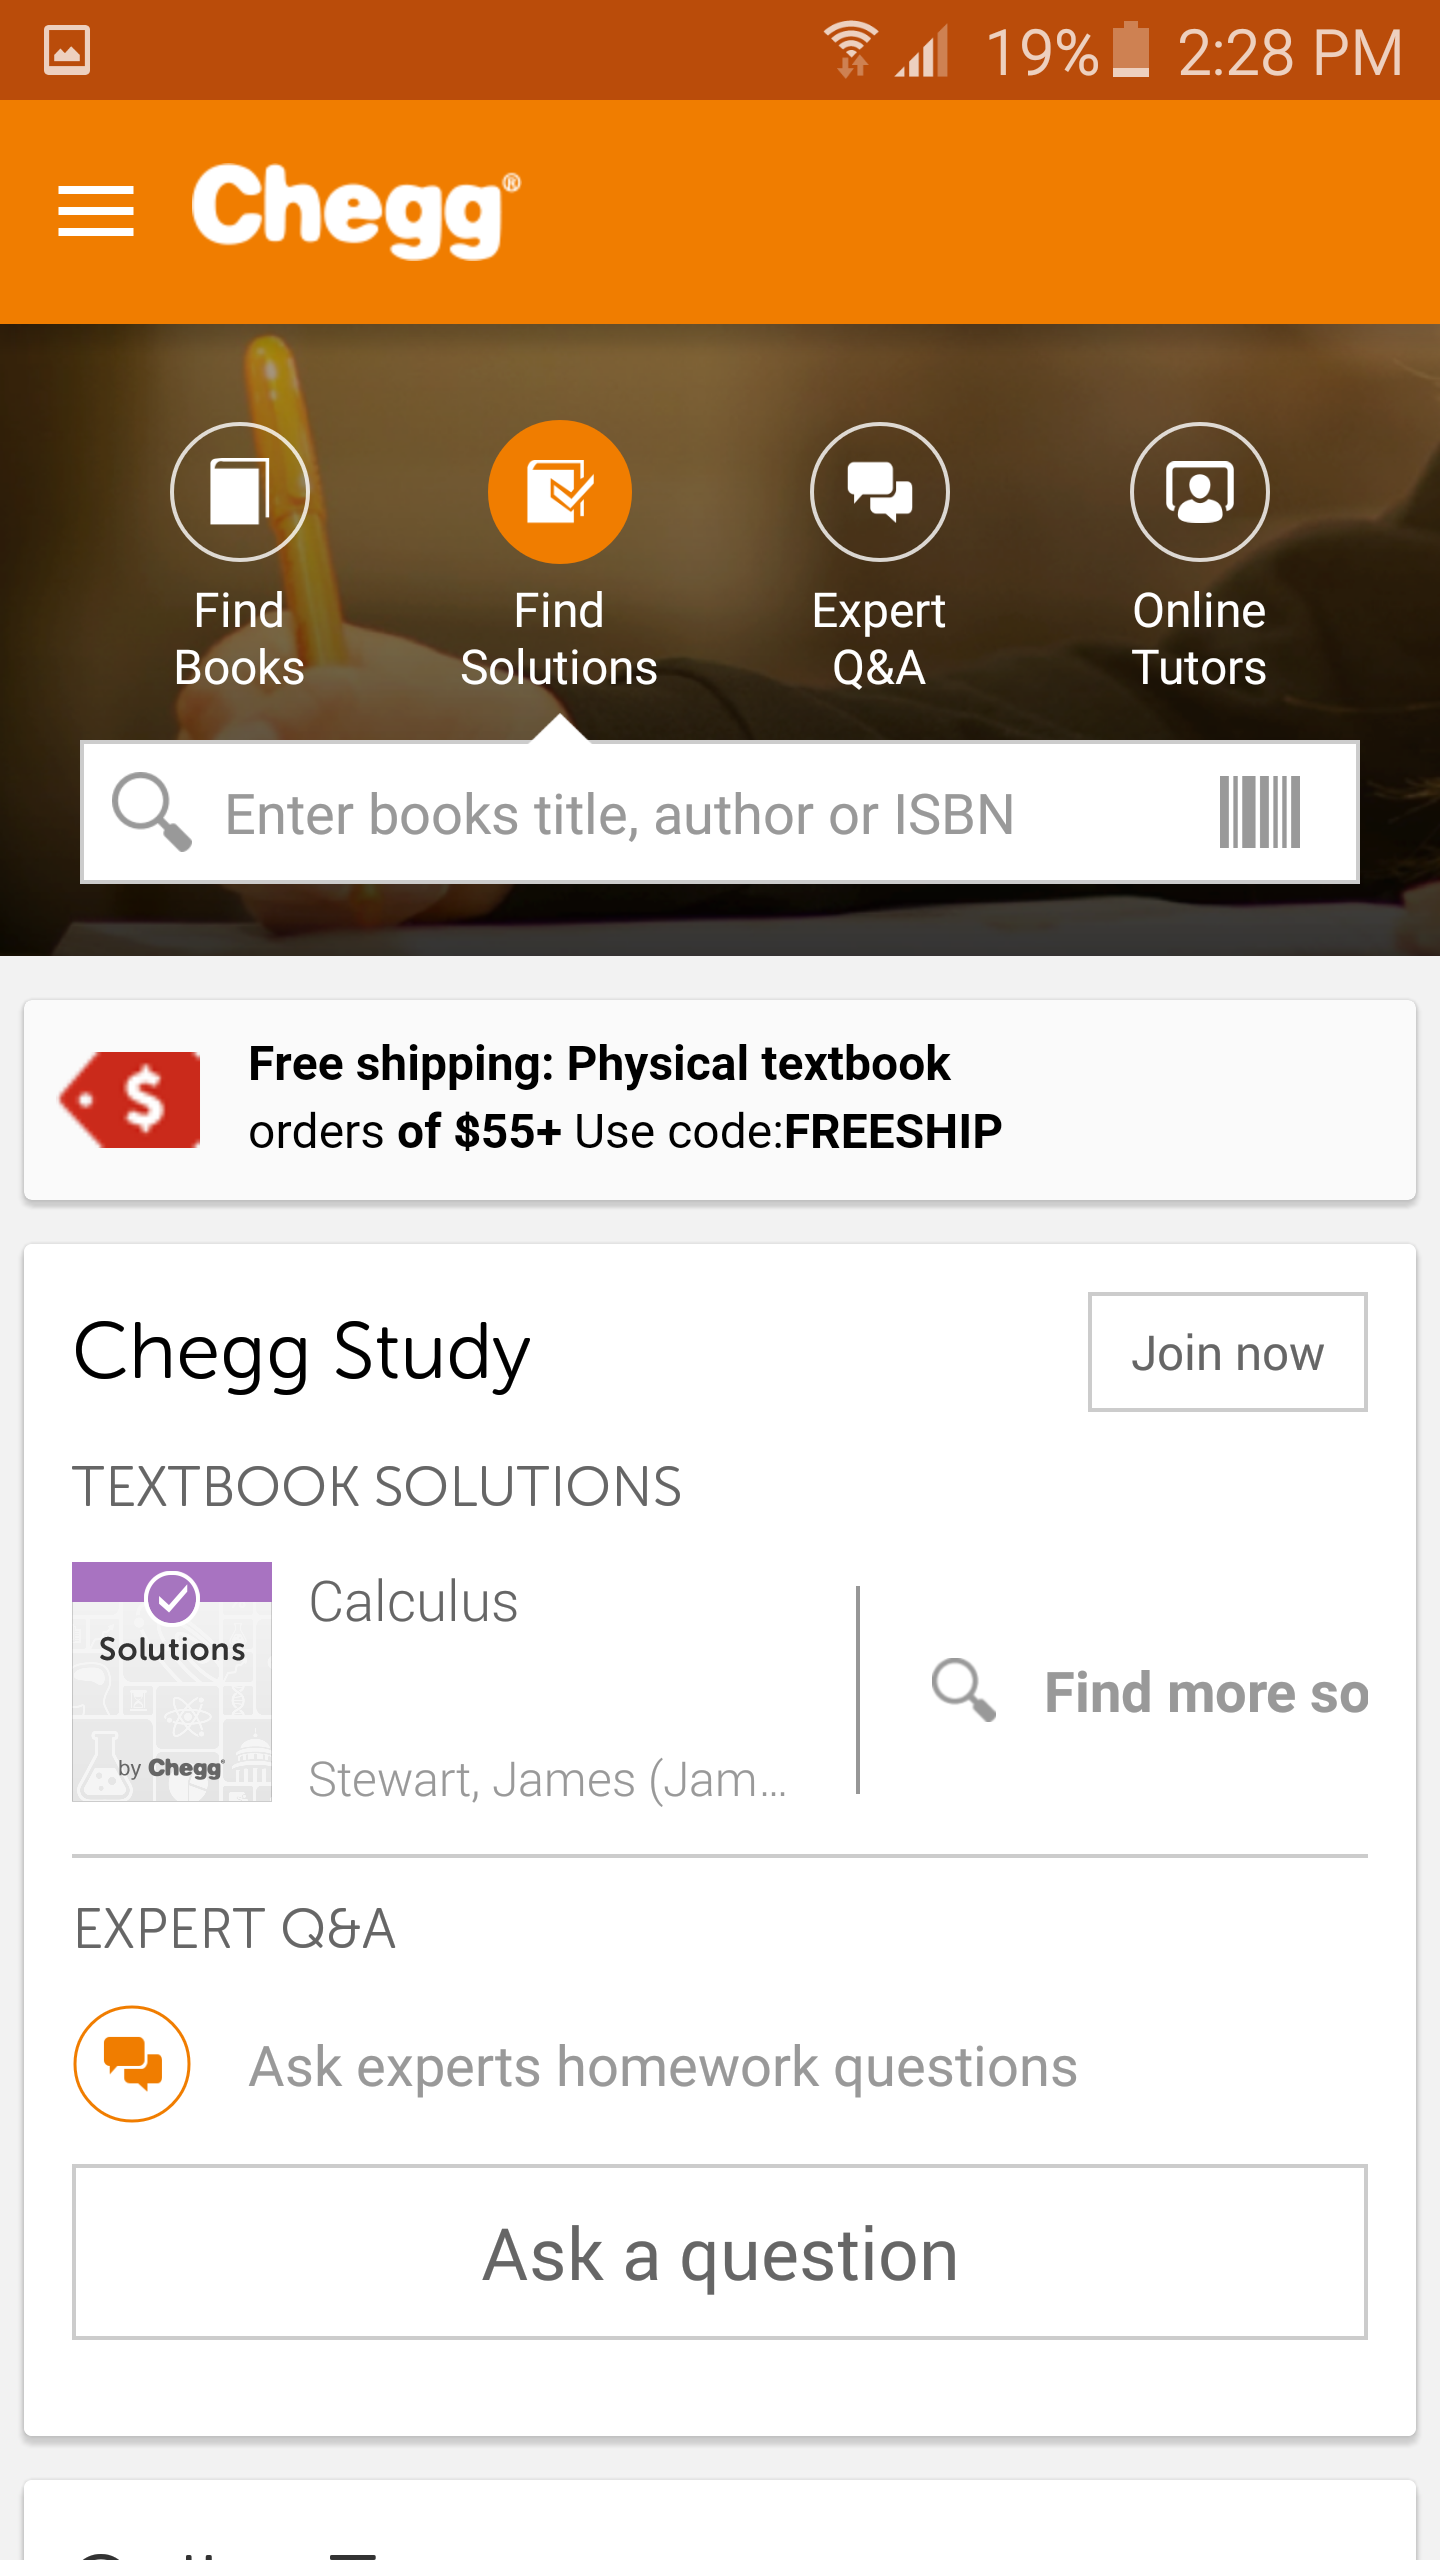 19% 2:28 PM
Chegg®
Find Books
Find Solutions
Expert Q&A
Online Tutors
Enter books title, author or ISBN
Free shipping: Physical textbook
orders of $55+ Use code:FREESHIP
Chegg Study
Join now
TEXTBOOK SOLUTIONS
Solutions
by Chegg
Calculus
Stewart, James (Jam...
Find more so
EXPERT Q&A
Ask experts homework questions
Ask a question